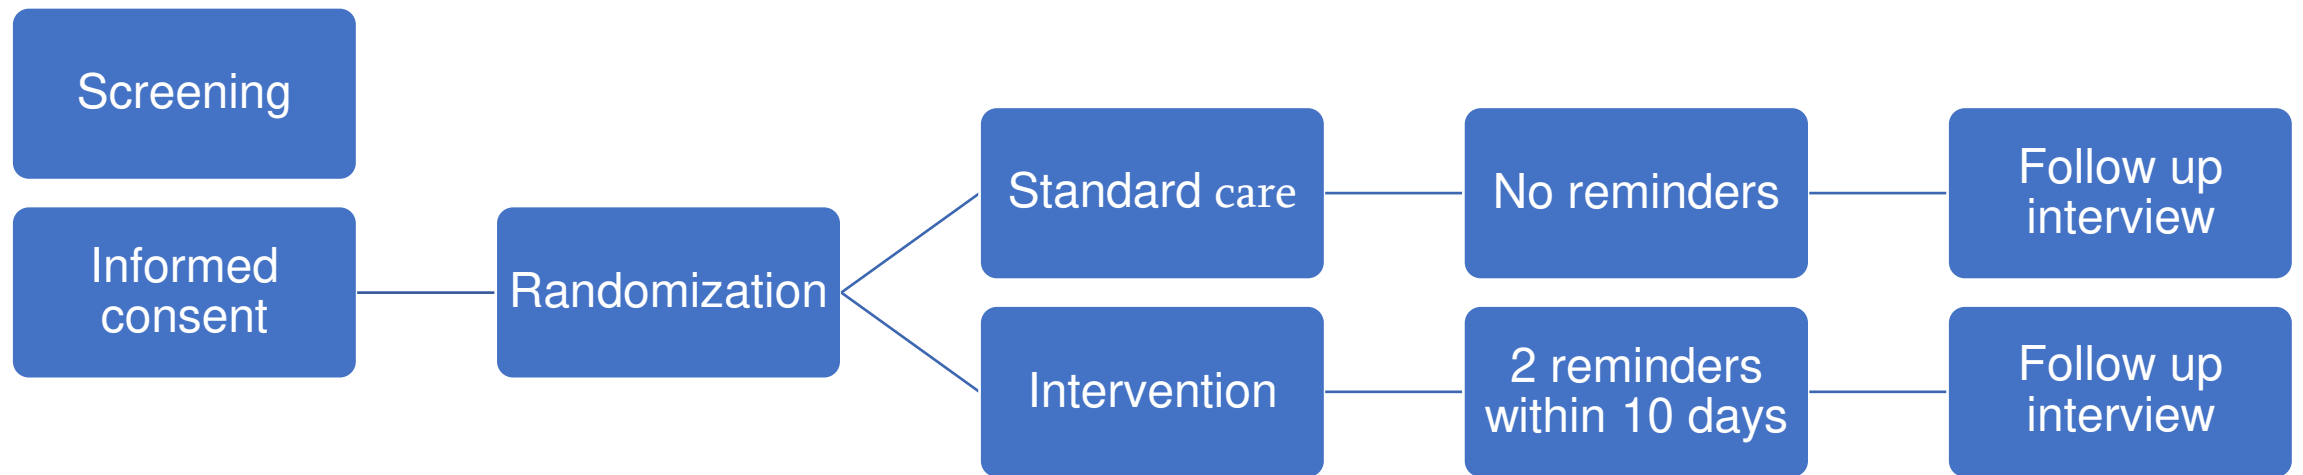 Screening
Informed
consent
Randomization
Standard care
No reminders
Follow up
interview
Intervention
2 reminders
within 10 days
Follow up
interview